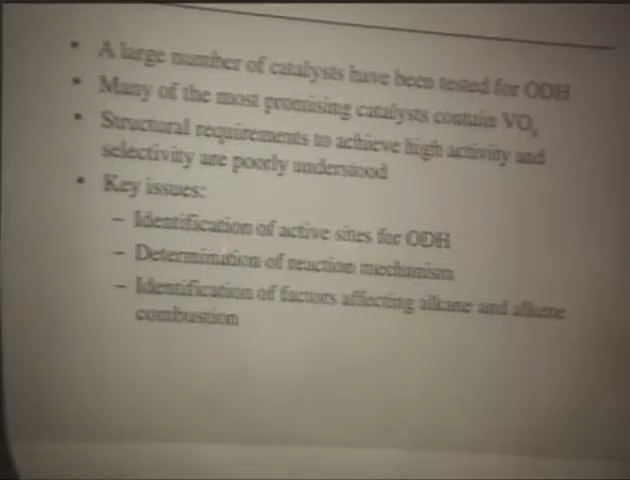 • A large number of catalysts have been tested for ODH
• Many of the most promising catalysts contain VOx
• Structural requirements to achieve high activity and
selectivity are poorly understood
• Key issues:
– Identification of active sites for ODH
– Determination of reaction mechanism
– Identification of factors affecting alkane and alkene
combustion